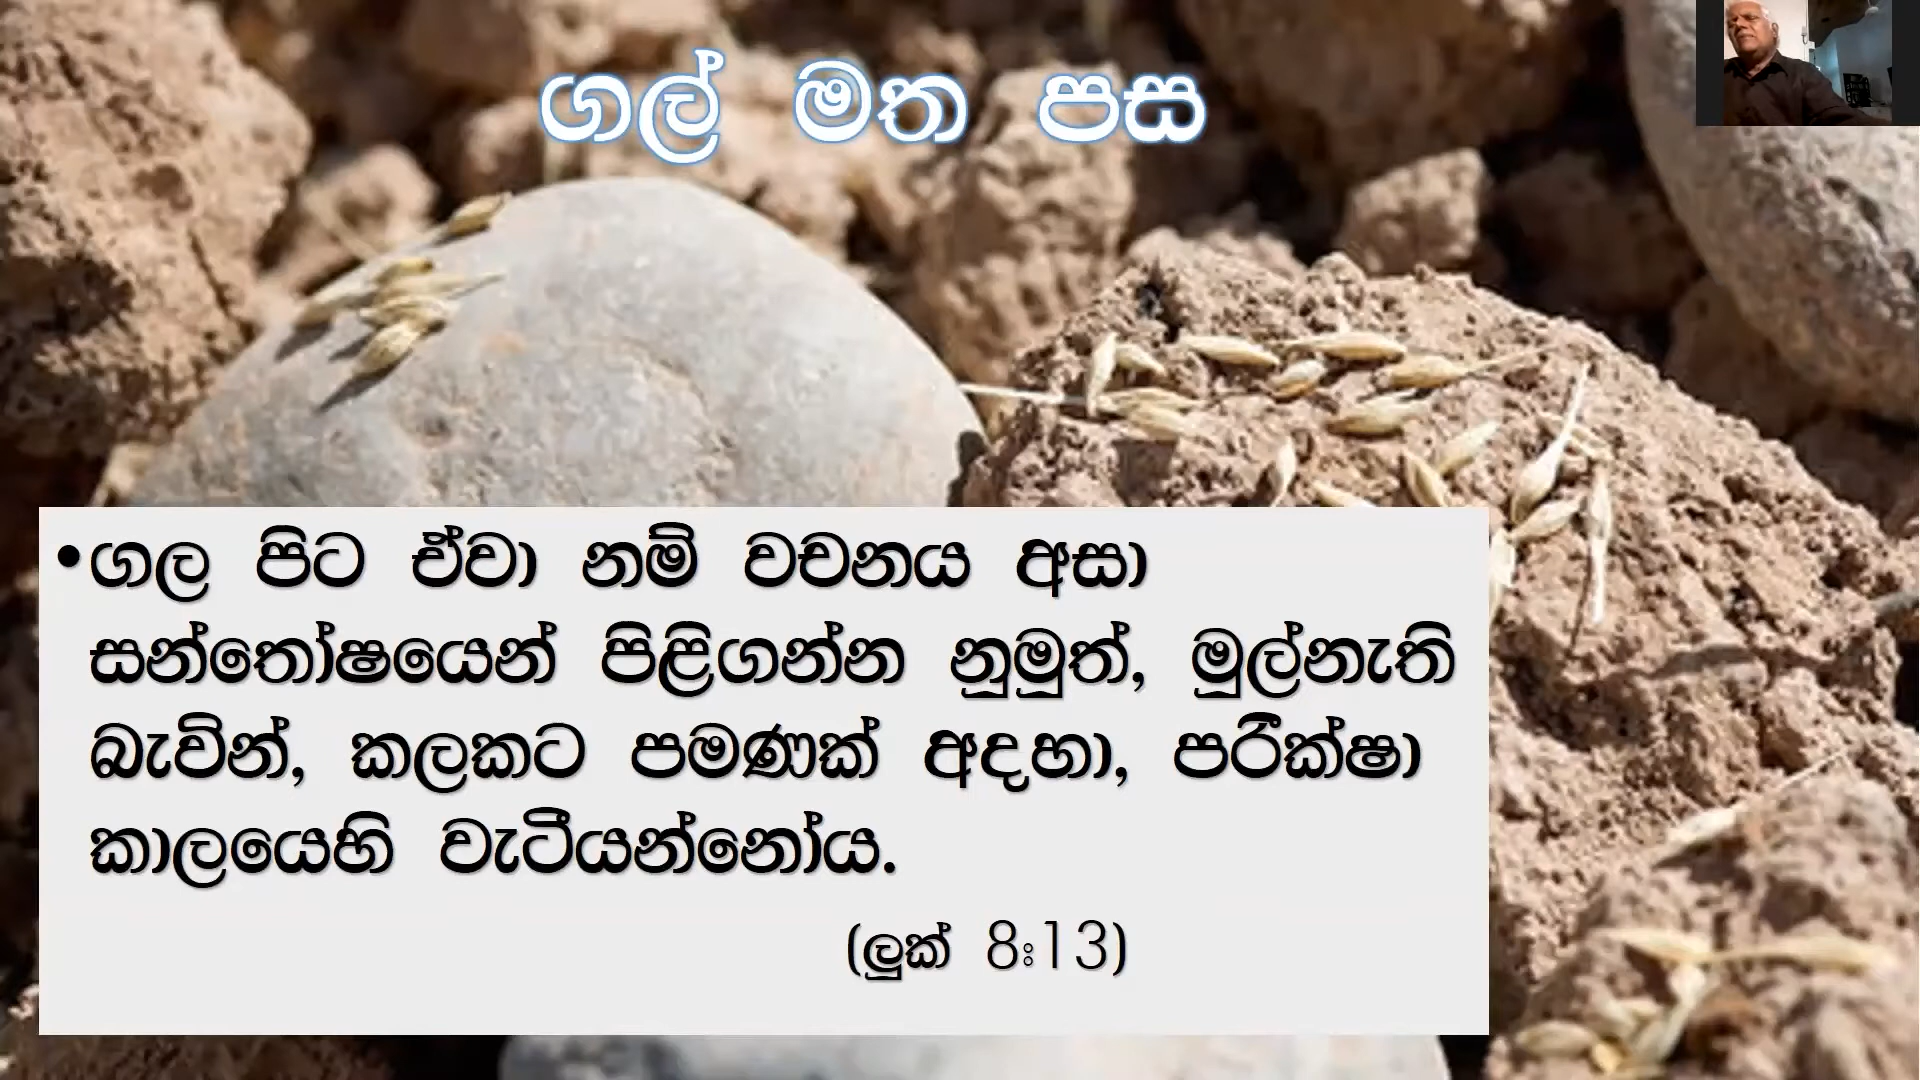 ගල් මත පස
•ගල පිට ඒවා නම් වචනය අසා
සන්තෝෂයෙන් පිළිගන්න නුමුත්, මුල්නැති
බැවින්, කලකට පමණක් අදහා, පරීක්ෂා
කාලයෙහි වැටීයන්නෝය.
(ලුක් 8:13)